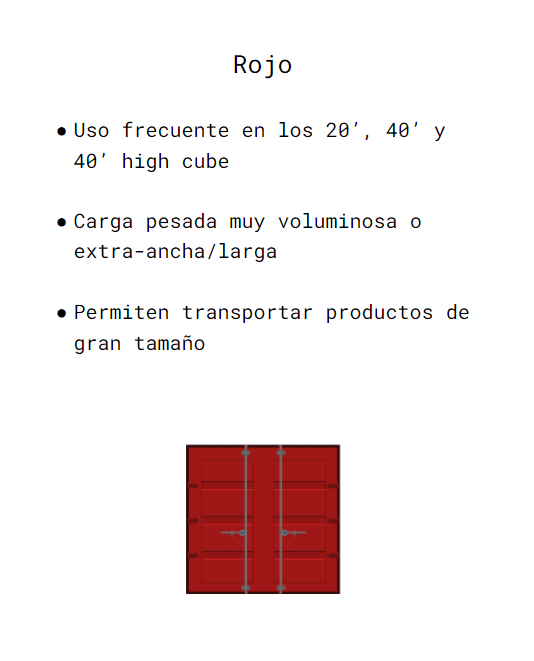 Rojo
● Uso frecuente en los 20’, 40’ y
40’ high cube
● Carga pesada muy voluminosa o
extra-ancha/larga
● Permiten transportar productos de
gran tamaño